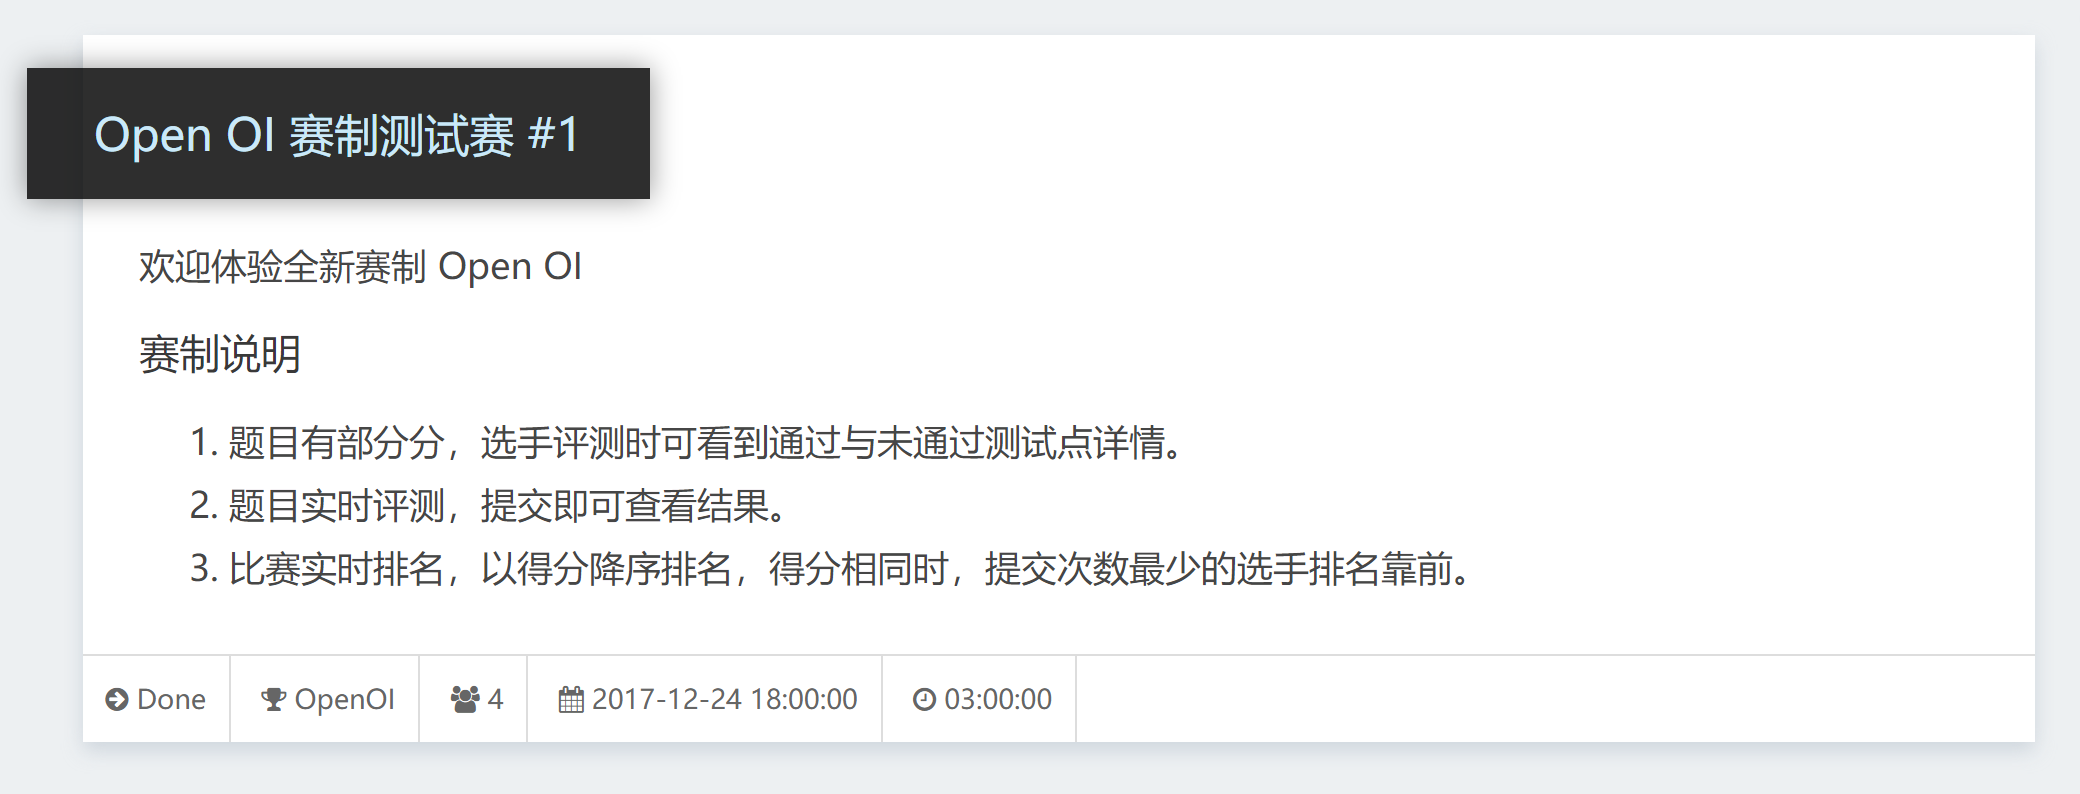 Open OI 赛制测试赛 #1
欢迎体验全新赛制 Open OI
赛制说明
1. 题目有部分分，选手评测时可看到通过与未通过测试点详情。
2. 题目实时评测，提交即可查看结果。
3. 比赛实时排名，以得分降序排名，得分相同时，提交次数最少的选手排名靠前。
Done OpenOI 4 2017-12-24 18:00:00 03:00:00